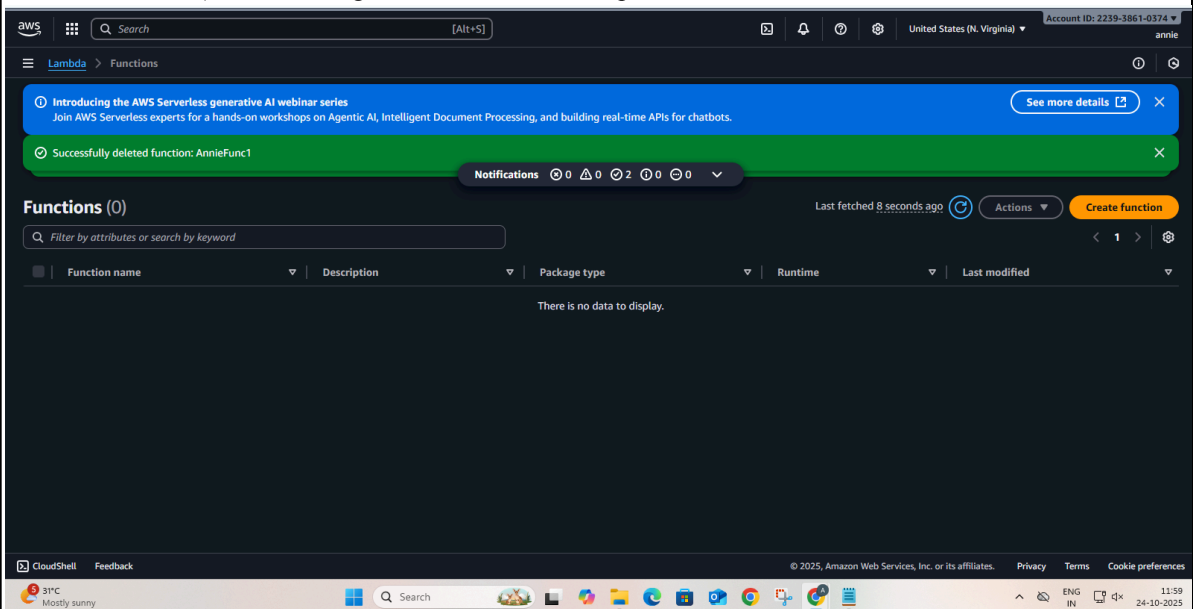 aws
Search [Alt+S]
United States (N. Virginia)
Account ID: 2239-3861-0374
annie
Lambda > Functions
Introducing the AWS Serverless generative AI webinar series
Join AWS Serverless experts for a hands-on workshops on Agentic AI, Intelligent Document Processing, and building real-time APIs for chatbots.
See more details
Successfully deleted function: AnnieFunc1
Notifications 0 0 2 0 0
Functions (0)
Last fetched 8 seconds ago
Actions
Create function
Filter by attributes or search by keyword
1
Function name Description Package type Runtime Last modified
There is no data to display.
CloudShell Feedback © 2025, Amazon Web Services, Inc. or its affiliates. Privacy Terms Cookie preferences
5
31°C
Mostly sunny
Search
ENG
IN
11:59
24-10-2025